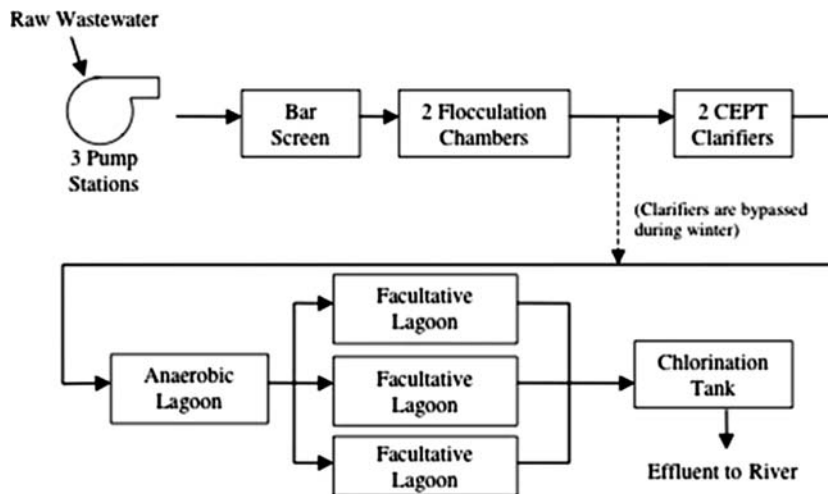 Raw Wastewater
3 Pump
Stations
Bar
Screen
2 Flocculation
Chambers
2 CEPT
Clarifiers
(Clarifiers are bypassed
during winter)
Anaerobic
Lagoon
Facultative
Lagoon
Facultative
Lagoon
Facultative
Lagoon
Chlorination
Tank
Effluent to River